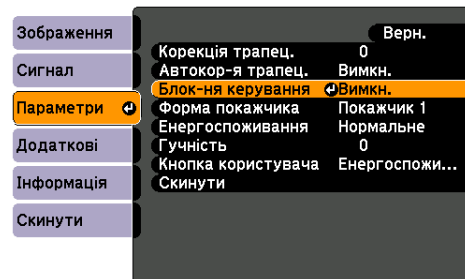 Зображення
Сигнал
Параметри
Додаткові
Інформація
Скинути
Верн.
Корекція трапец. 0
Автокор-я трапец. Вимкн.
Блок-ня керування Вимкн.
Форма покажчика Покажчик 1
Енергоспоживання Нормальне
Гучність 0
Кнопка користувача Енергоспожи...
Скинути